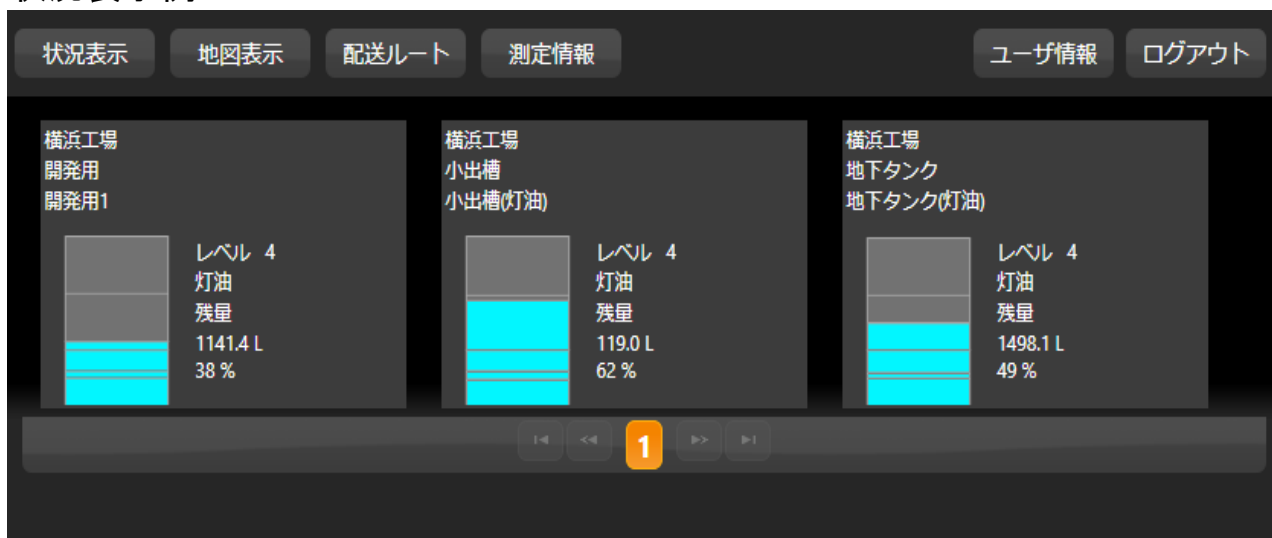 状況表示 地図表示 配送ルート 測定情報 ユーザ情報 ログアウト
横浜工場
開発用
開発用1
レベル 4
灯油
残量
1141.4 L
38 %
横浜工場
小出槽
小出槽(灯油)
レベル 4
灯油
残量
119.0 L
62 %
横浜工場
地下タンク
地下タンク(灯油)
レベル 4
灯油
残量
1498.1 L
49 %
1